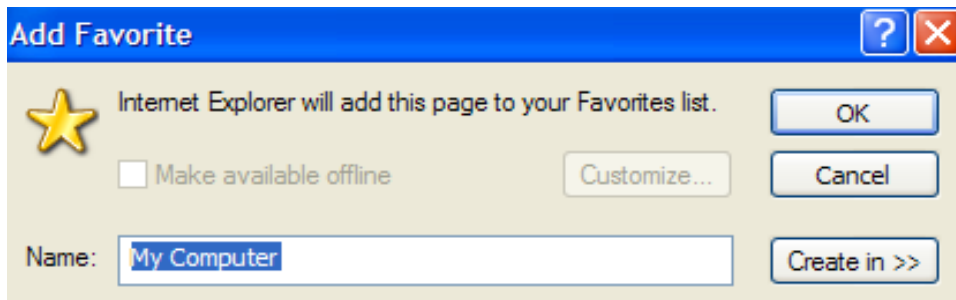 Add Favorite
?
Internet Explorer will add this page to your Favorites list.
OK
Make available offline
Customize...
Cancel
Name:
My Computer
Create in >>